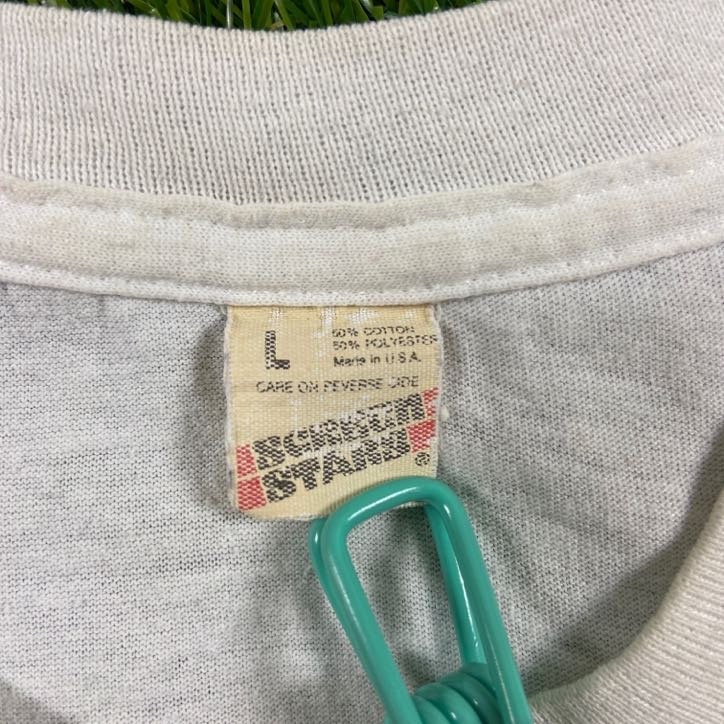 L
50% COTTON
50% POLYESTER
Made in U.S.A.
CARE ON REVERSE SIDE
SCREEN
STARS
®